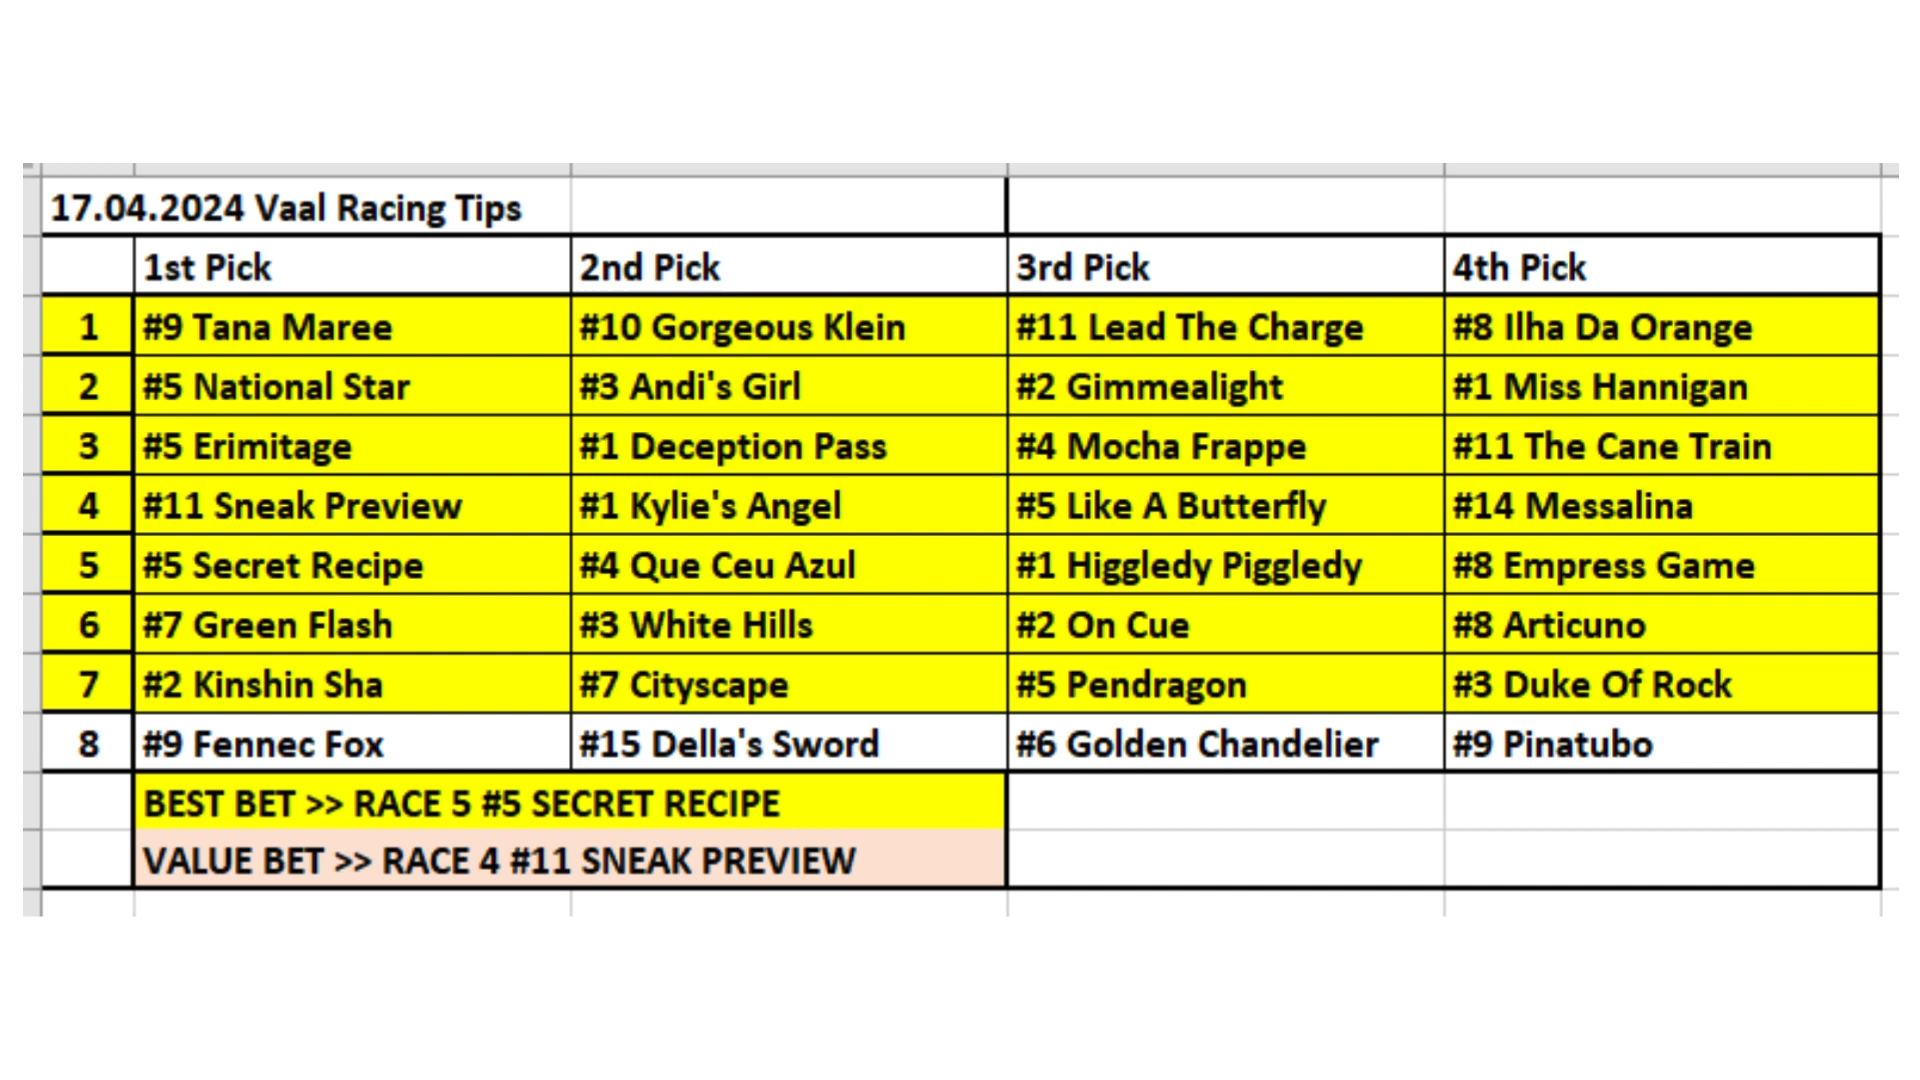 17.04.2024 Vaal Racing Tips
1st Pick 2nd Pick 3rd Pick 4th Pick
1 #9 Tana Maree #10 Gorgeous Klein #11 Lead The Charge #8 Ilha Da Orange
2 #5 National Star #3 Andi's Girl #2 Gimmealight #1 Miss Hannigan
3 #5 Erimitage #1 Deception Pass #4 Mocha Frappe #11 The Cane Train
4 #11 Sneak Preview #1 Kylie's Angel #5 Like A Butterfly #14 Messalina
5 #5 Secret Recipe #4 Que Ceu Azul #1 Higgledy Piggledy #8 Empress Game
6 #7 Green Flash #3 White Hills #2 On Cue #8 Articuno
7 #2 Kinshin Sha #7 Cityscape #5 Pendragon #3 Duke Of Rock
8 #9 Fennec Fox #15 Della's Sword #6 Golden Chandelier #9 Pinatubo
BEST BET >> RACE 5 #5 SECRET RECIPE
VALUE BET >> RACE 4 #11 SNEAK PREVIEW